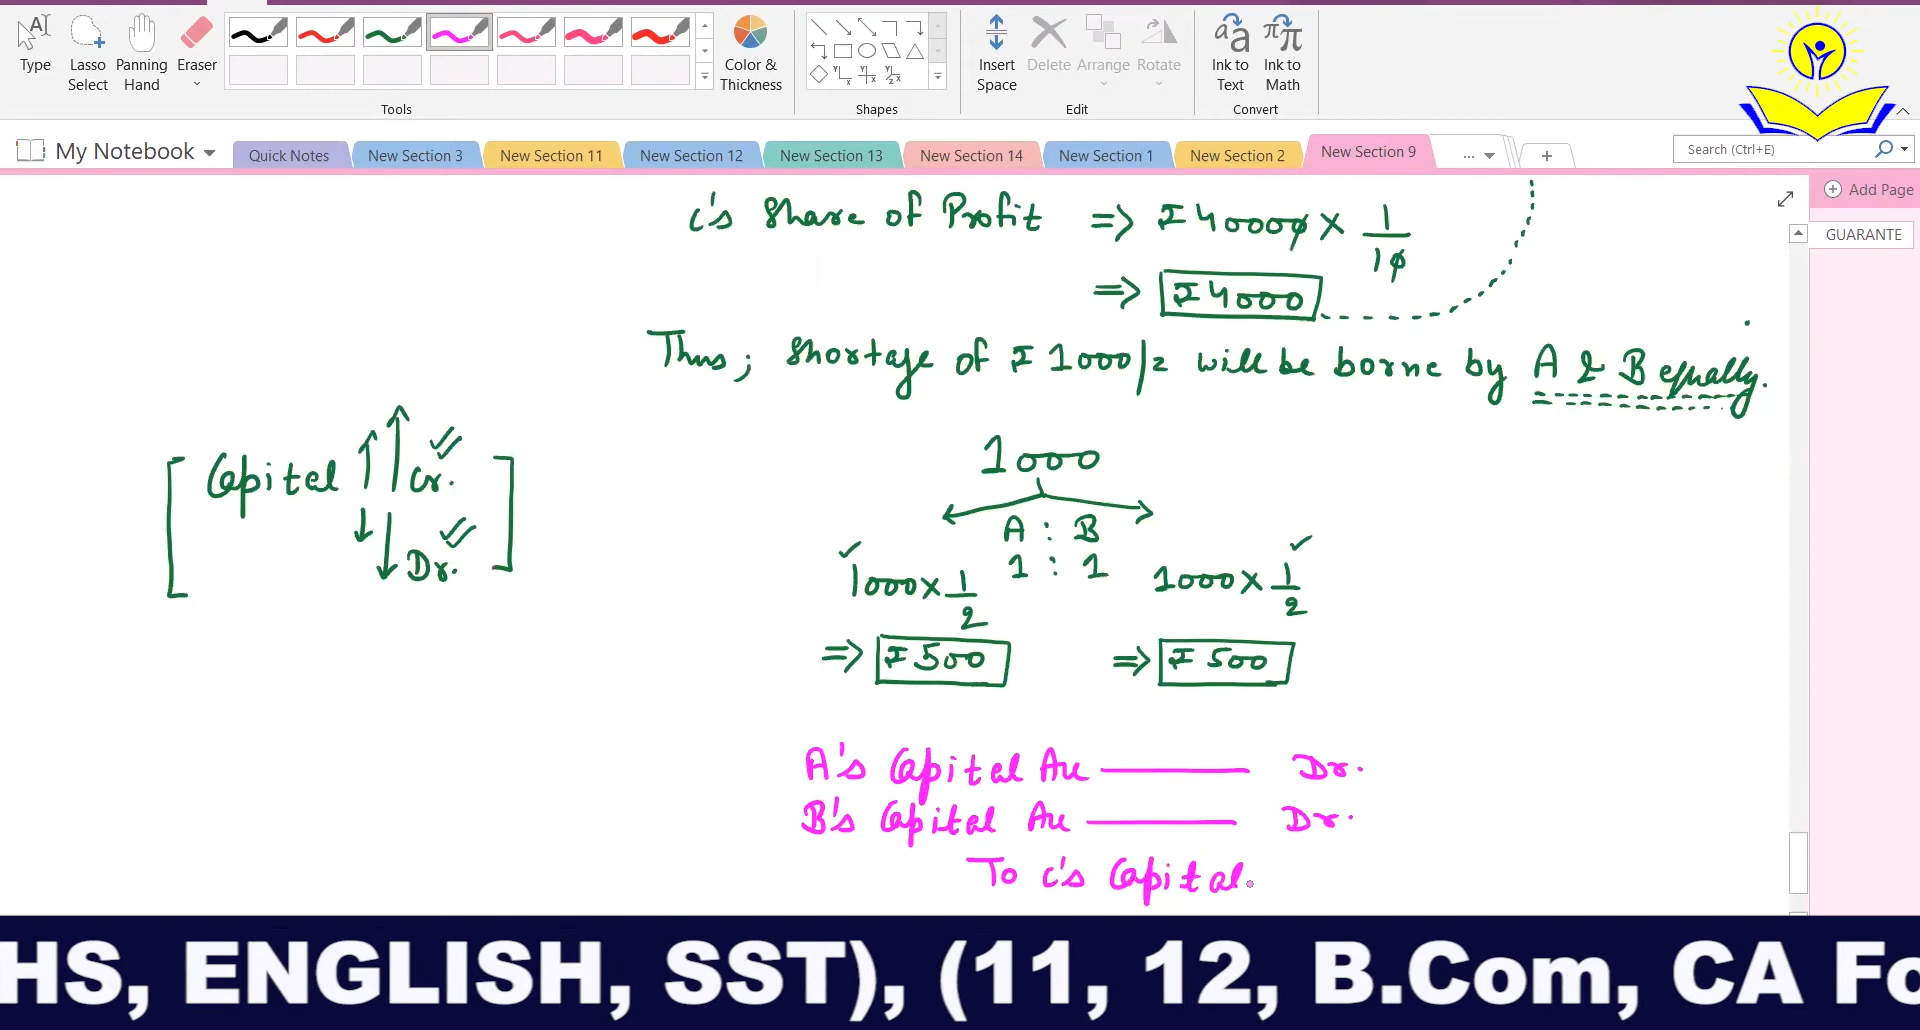 Type
Lasso Select
Panning Hand
Eraser
Tools
Color & Thickness
Shapes
Insert Space
Delete
Arrange
Rotate
Edit
Ink to Text
Ink to Math
Convert
My Notebook
Quick Notes
New Section 3
New Section 11
New Section 12
New Section 13
New Section 14
New Section 1
New Section 2
New Section 9
...
Search (Ctrl+E)
Add Page
GUARANTE
C's Share of Profit => ₹ 40000 × 1/10
=> ₹ 4000
Thus; Shortage of ₹ 1000/= will be borne by A & B equally.
[ Capital ↑↑ Cr.
↓↓ Dr. ]
1000
A : B
1 : 1
1000 × 1/2
1000 × 1/2
=> ₹ 500
=> ₹ 500
A's Capital A/c ——— Dr.
B's Capital A/c ——— Dr.
To C's Capital
HS, ENGLISH, SST), (11, 12, B.Com, CA Fo